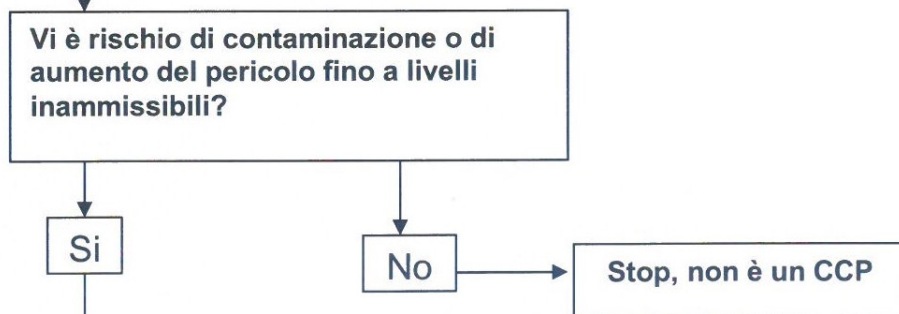 Vi è rischio di contaminazione o di
aumento del pericolo fino a livelli
inammissibili?
Si
No
Stop, non è un CCP